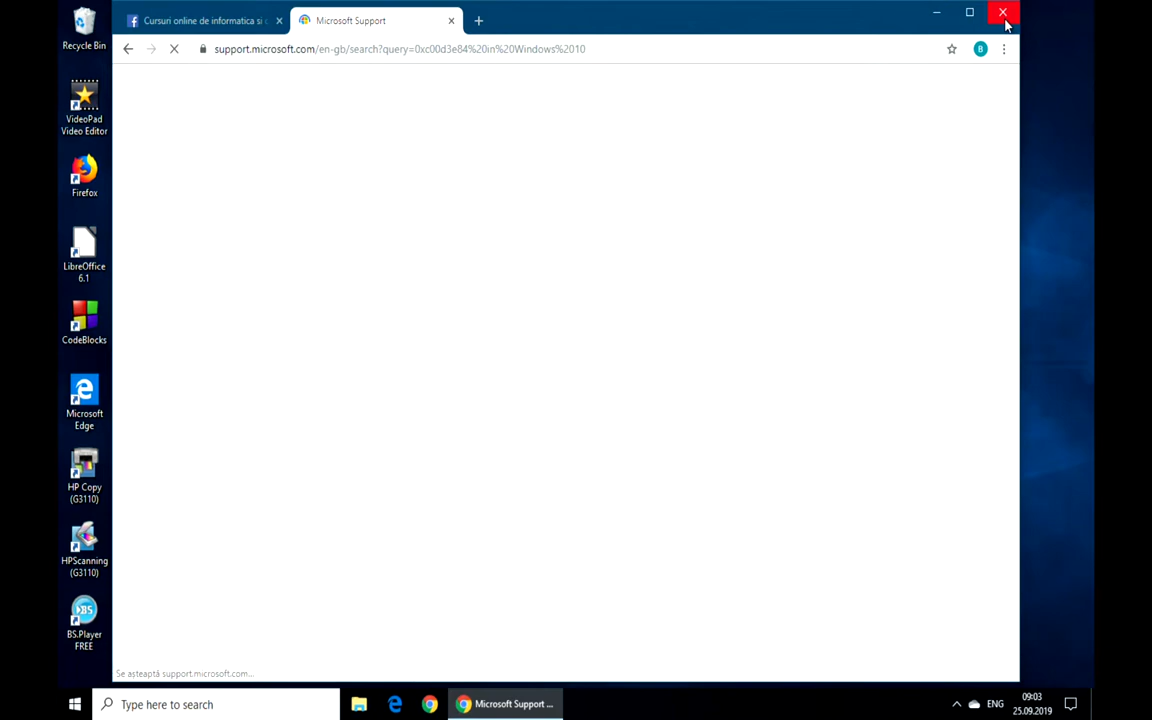 Recycle Bin
VideoPad
Video Editor
Firefox
LibreOffice
6.1
CodeBlocks
Microsoft
Edge
HP Copy
(G3110)
HPScanning
(G3110)
BS.Player
FREE
Cursuri online de informatica si
Microsoft Support
support.microsoft.com/en-gb/search?query=0xc00d3e84%20in%20Windows%2010
B
Se așteaptă support.microsoft.com...
Type here to search
Microsoft Support ...
ENG
09:03
25.09.2019